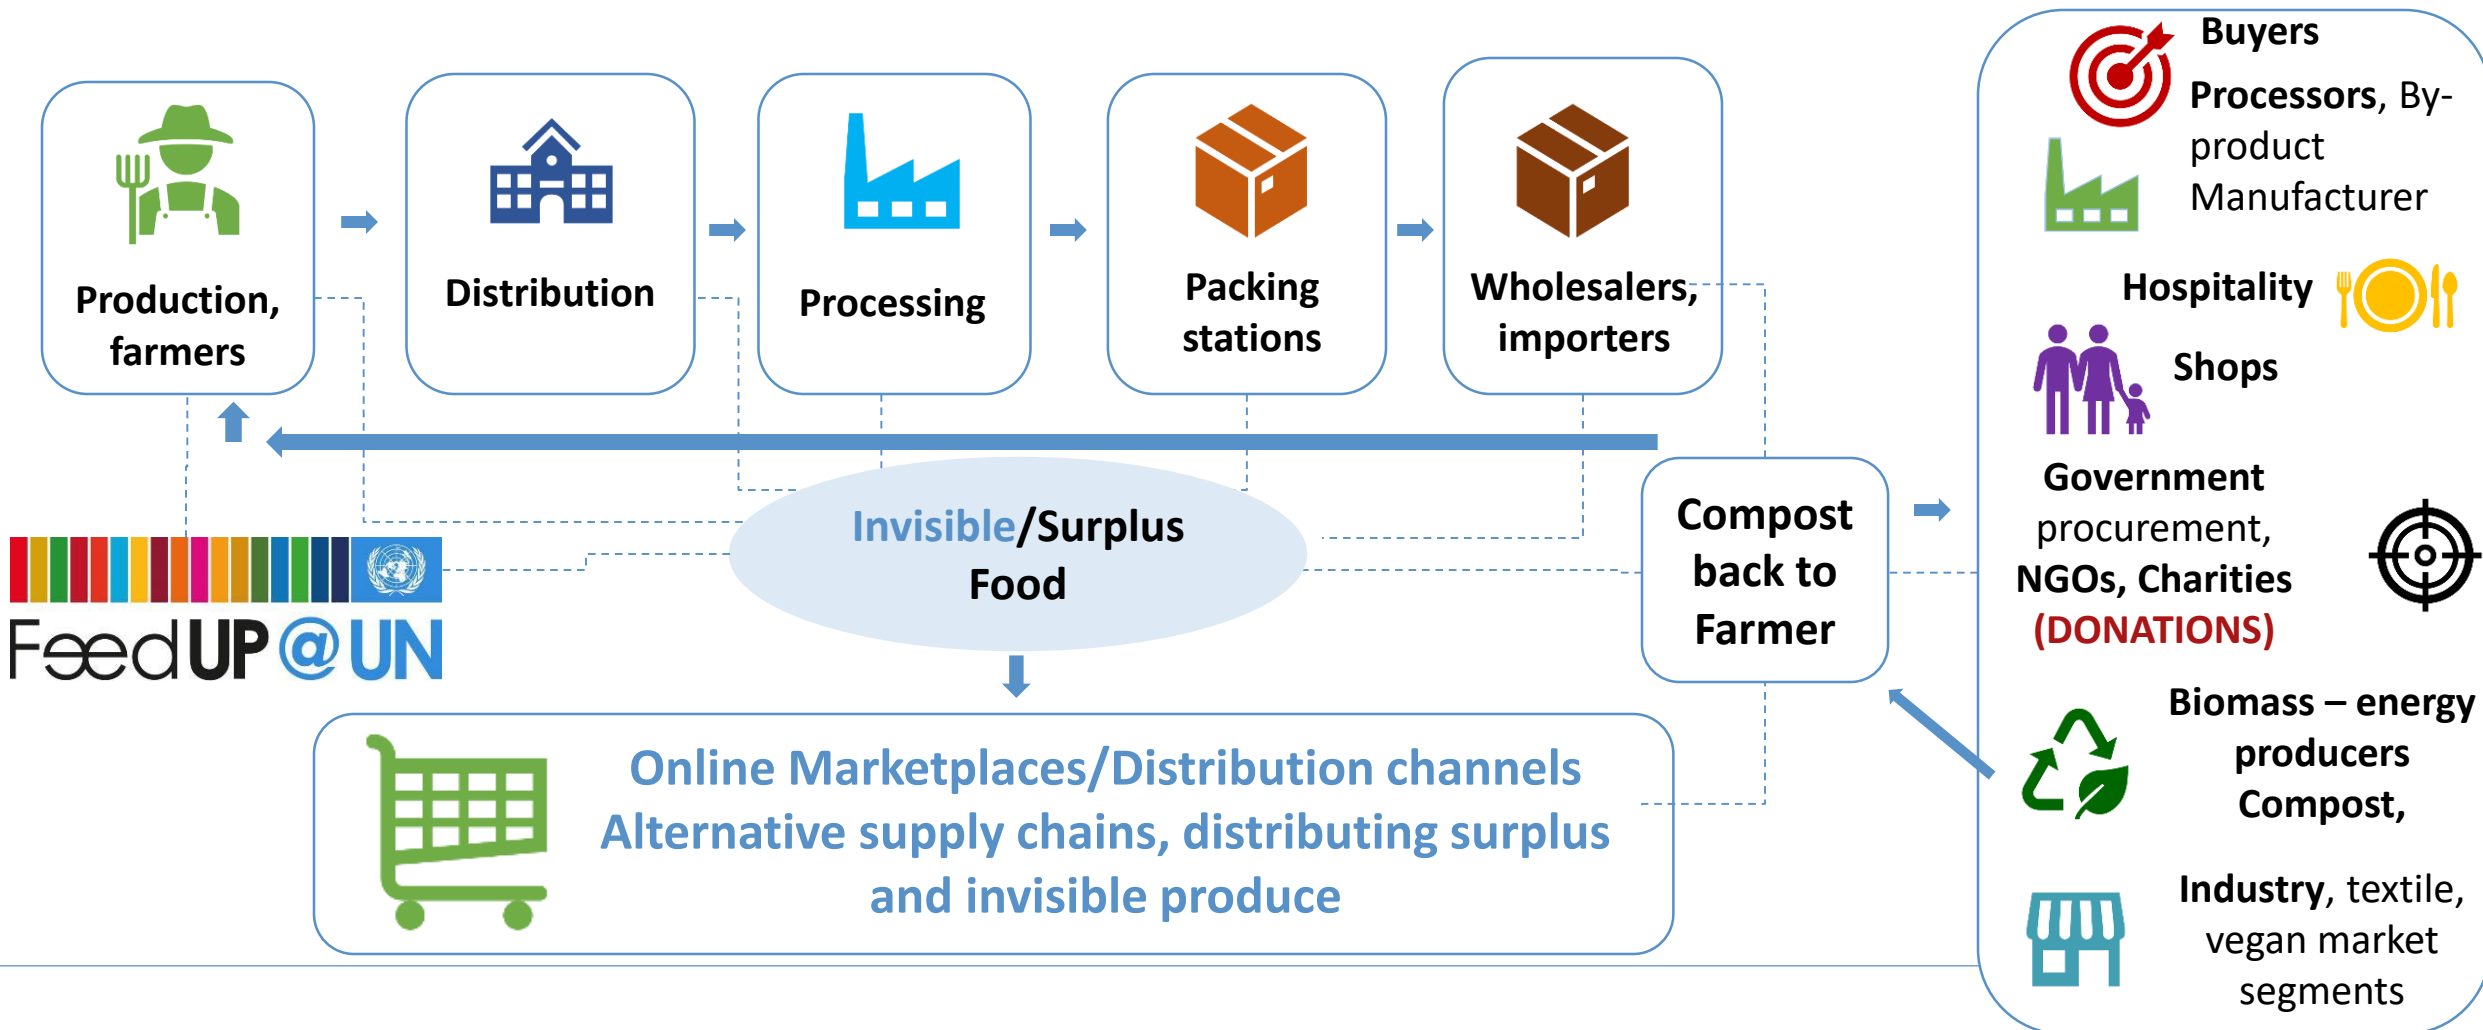 Production,
farmers
Distribution
Processing
Packing
stations
Wholesalers,
importers
Invisible/Surplus
Food
FeedUP@UN
Compost
back to
Farmer
Online Marketplaces/Distribution channels
Alternative supply chains, distributing surplus
and invisible produce
Buyers
Processors, By-
product
Manufacturer
Hospitality
Shops
Government
procurement,
NGOs, Charities
(DONATIONS)
Biomass – energy
producers
Compost,
Industry, textile,
vegan market
segments